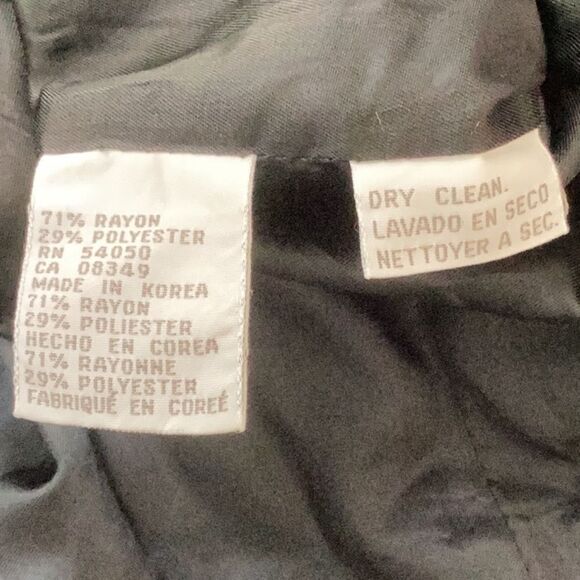 71% RAYON
29% POLYESTER
RN 54050
CA 08349
MADE IN KOREA
71% RAYON
29% POLIESTER
HECHO EN COREA
71% RAYONNE
29% POLYESTER
FABRIQUÉ EN CORÉE
DRY CLEAN.
LAVADO EN SECO
NETTOYER A SEC.